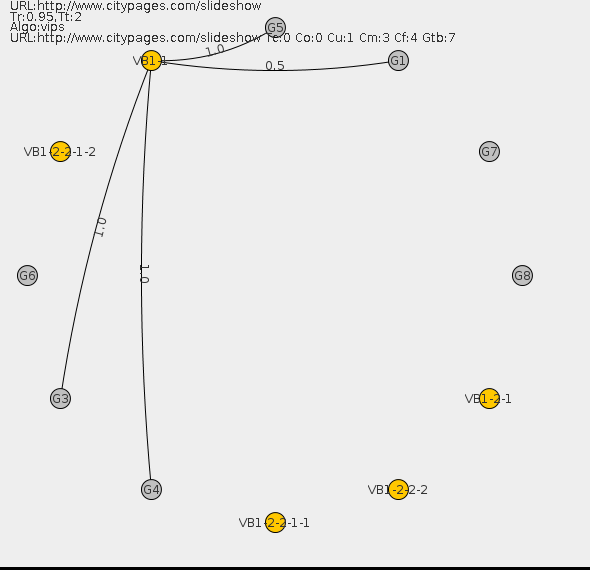 URL:http://www.citypages.com/slideshow
Tr:0.95,Tt:2
Algo:vips
URL:http://www.citypages.com/slideshow Tc:0 Co:0 Cu:1 Cm:3 Cf:4 Gtb:7
G5
1.0
VB1-1
0.5
G1
VB1-2-2-1-2
G7
1.0
G6
1.0
G8
G3
VB1-2-1
G4
VB1-2-2-2
VB1-2-2-1-1